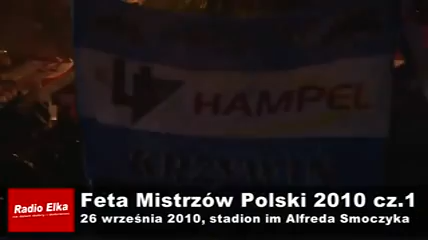 HAMPEL
Radio Elka
Feta Mistrzów Polski 2010 cz.1
26 września 2010, stadion im Alfreda Smoczyka